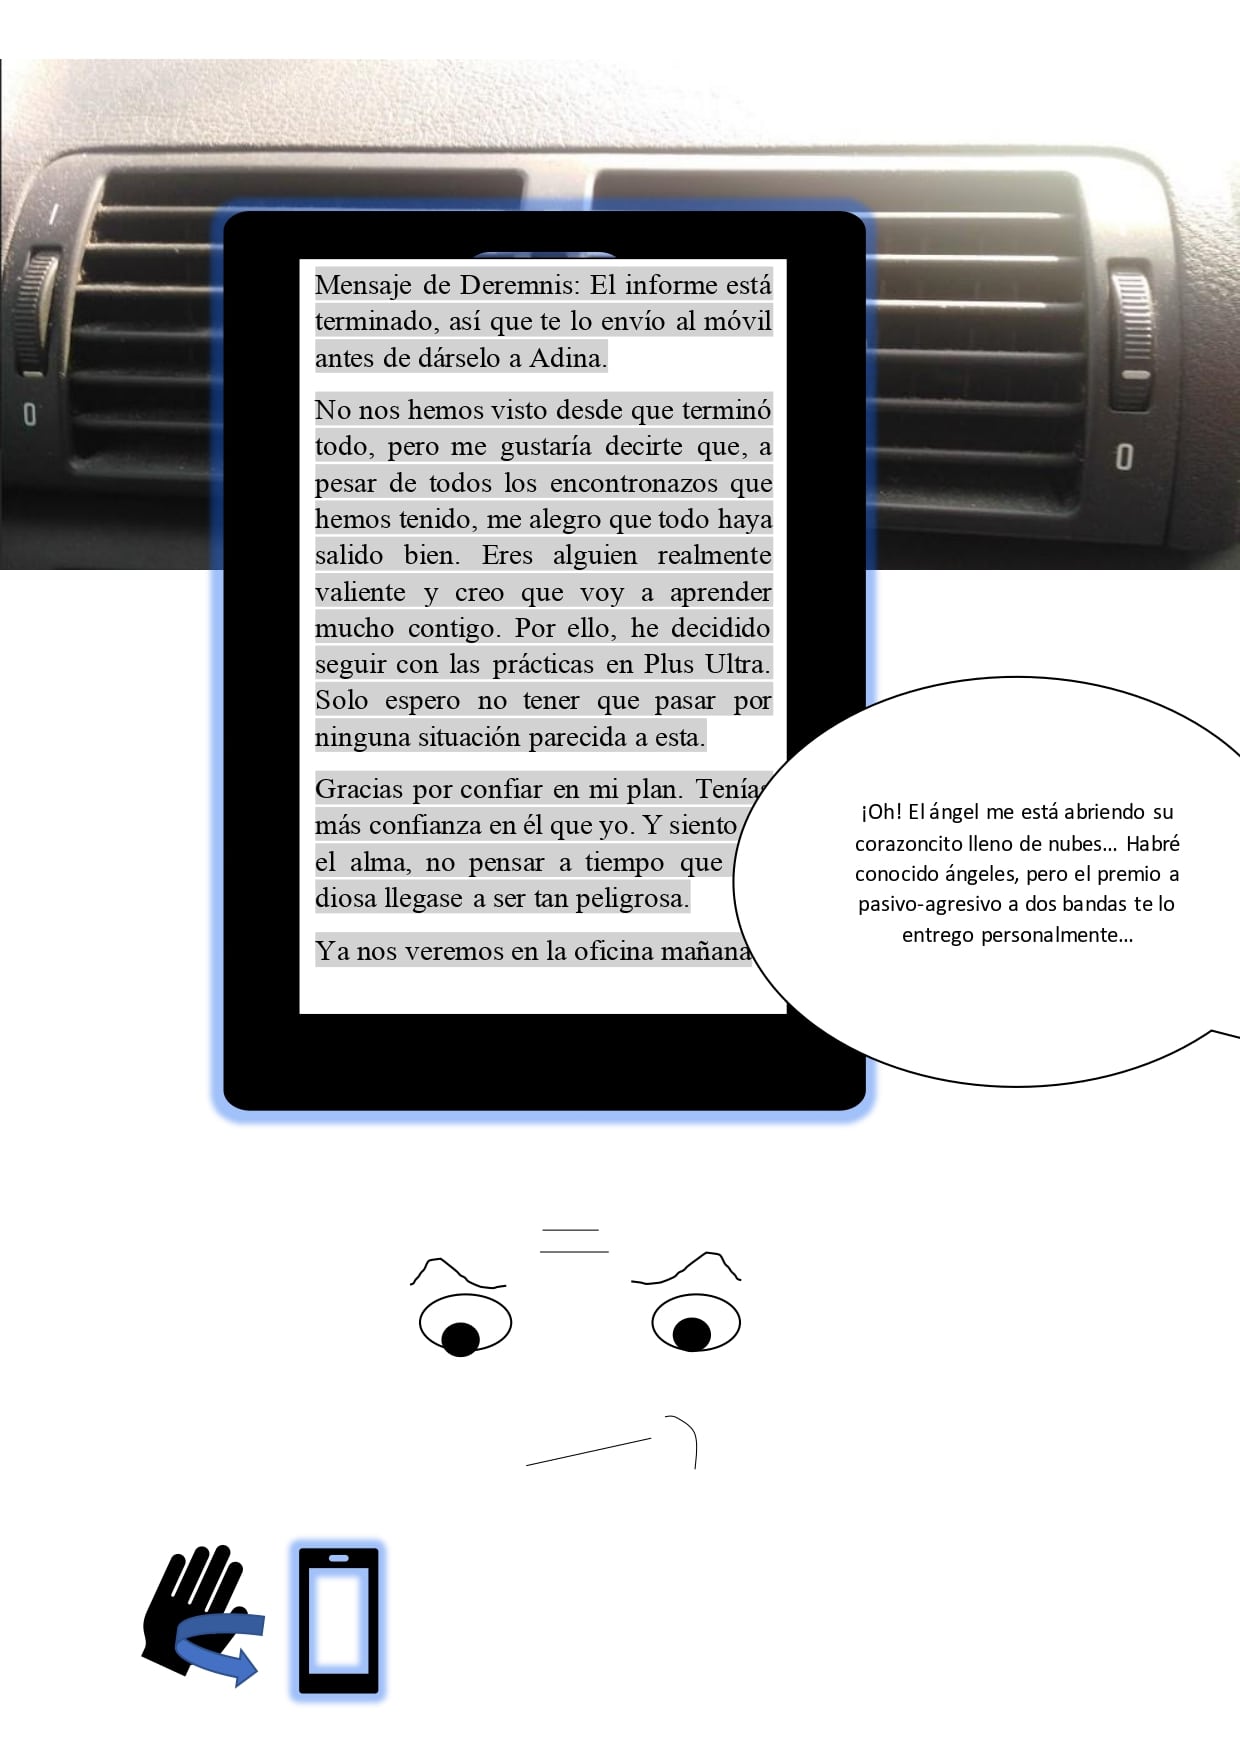 Mensaje de Deremnis: El informe está
terminado, así que te lo envío al móvil
antes de dárselo a Adina.
No nos hemos visto desde que terminó
todo, pero me gustaría decirte que, a
pesar de todos los encontronazos que
hemos tenido, me alegro que todo haya
salido bien. Eres alguien realmente
valiente y creo que voy a aprender
mucho contigo. Por ello, he decidido
seguir con las prácticas en Plus Ultra.
Solo espero no tener que pasar por
ninguna situación parecida a esta.
Gracias por confiar en mi plan. Tenías
más confianza en él que yo. Y siento
el alma, no pensar a tiempo que
diosa llegase a ser tan peligrosa.
Ya nos veremos en la oficina mañana
¡Oh! El ángel me está abriendo su
corazoncito lleno de nubes... Habré
conocido ángeles, pero el premio a
pasivo-agresivo a dos bandas te lo
entrego personalmente...
0
0